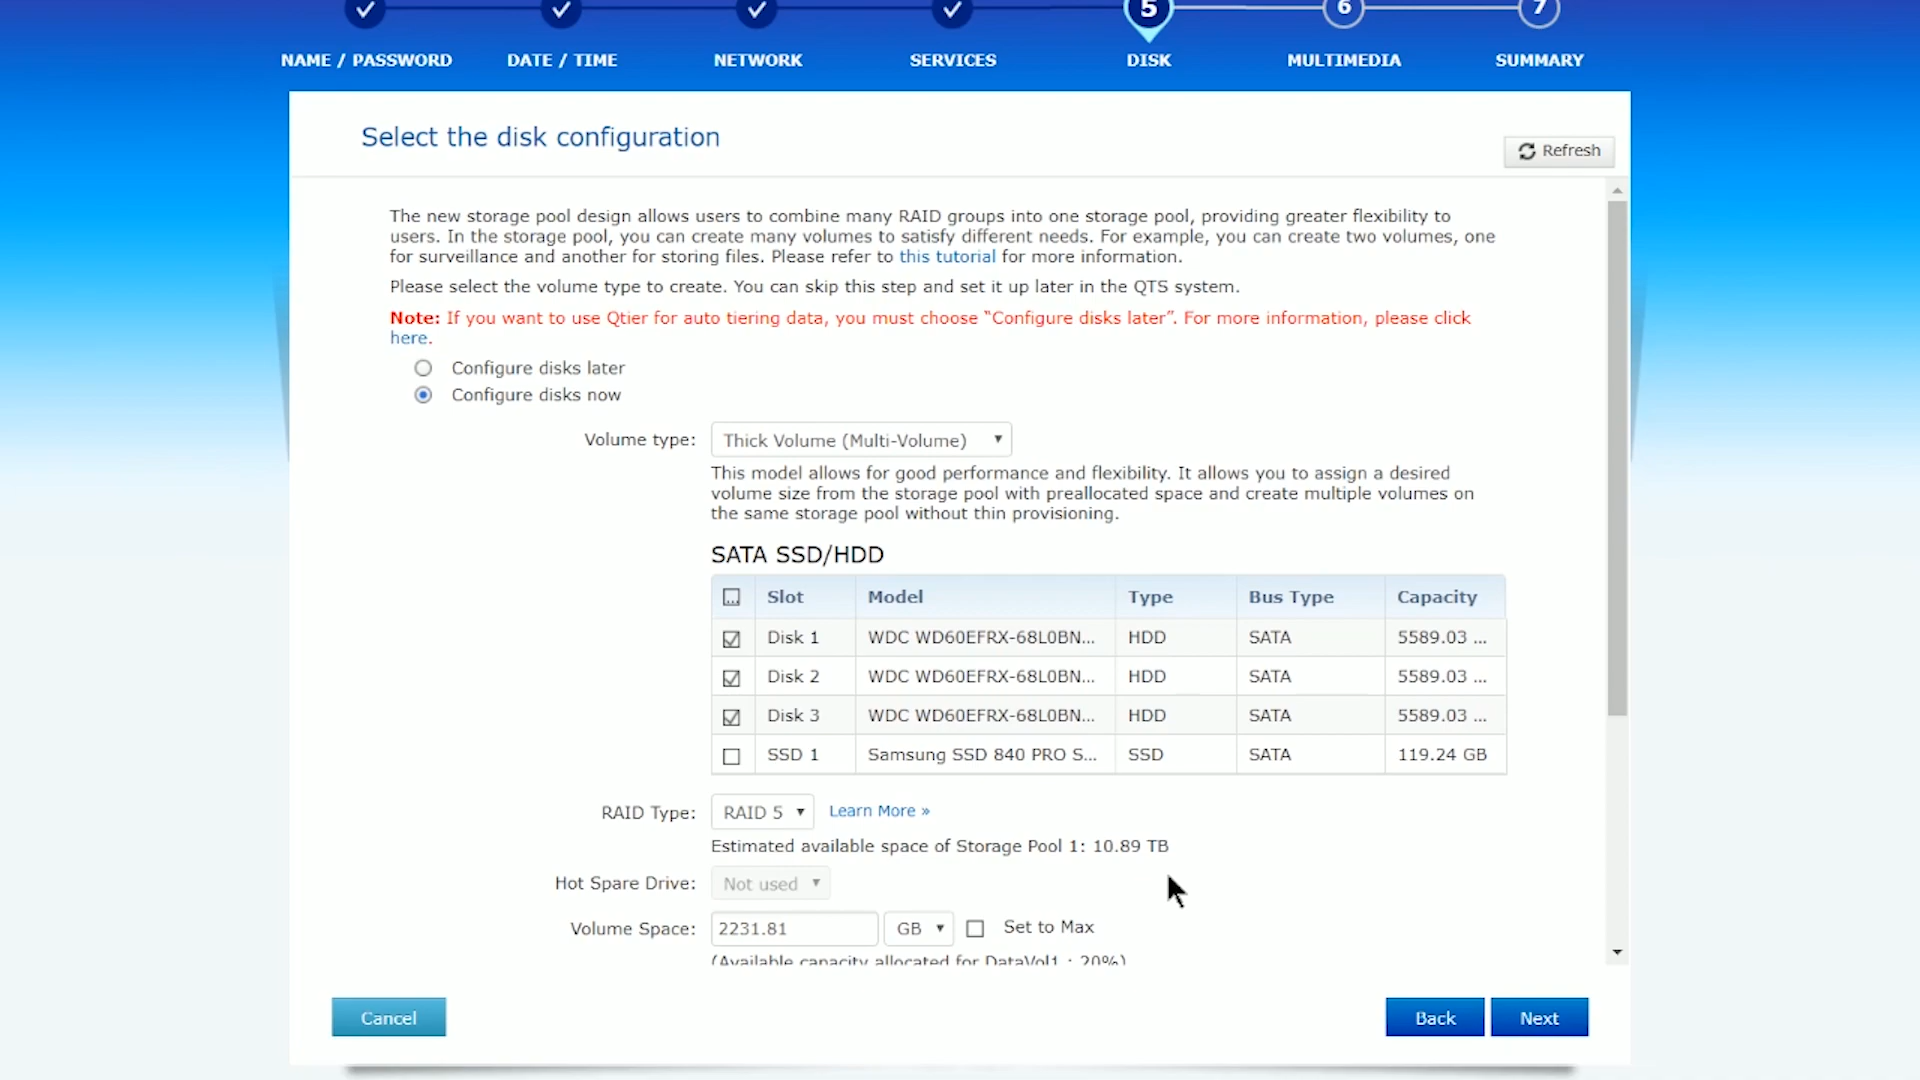 5 6 7
NAME / PASSWORD DATE / TIME NETWORK SERVICES DISK MULTIMEDIA SUMMARY
Select the disk configuration
Refresh
The new storage pool design allows users to combine many RAID groups into one storage pool, providing greater flexibility to
users. In the storage pool, you can create many volumes to satisfy different needs. For example, you can create two volumes, one
for surveillance and another for storing files. Please refer to this tutorial for more information.
Please select the volume type to create. You can skip this step and set it up later in the QTS system.
Note: If you want to use Qtier for auto tiering data, you must choose “Configure disks later”. For more information, please click
here.
Configure disks later
Configure disks now
Volume type: Thick Volume (Multi-Volume)
This model allows for good performance and flexibility. It allows you to assign a desired
volume size from the storage pool with preallocated space and create multiple volumes on
the same storage pool without thin provisioning.
SATA SSD/HDD
Slot Model Type Bus Type Capacity
Disk 1 WDC WD60EFRX-68L0BN... HDD SATA 5589.03 ...
Disk 2 WDC WD60EFRX-68L0BN... HDD SATA 5589.03 ...
Disk 3 WDC WD60EFRX-68L0BN... HDD SATA 5589.03 ...
SSD 1 Samsung SSD 840 PRO S... SSD SATA 119.24 GB
RAID Type: RAID 5 Learn More »
Estimated available space of Storage Pool 1: 10.89 TB
Hot Spare Drive: Not used
Volume Space: 2231.81 GB Set to Max
(Available capacity allocated for DataVol1 : 20%)
Cancel Back Next